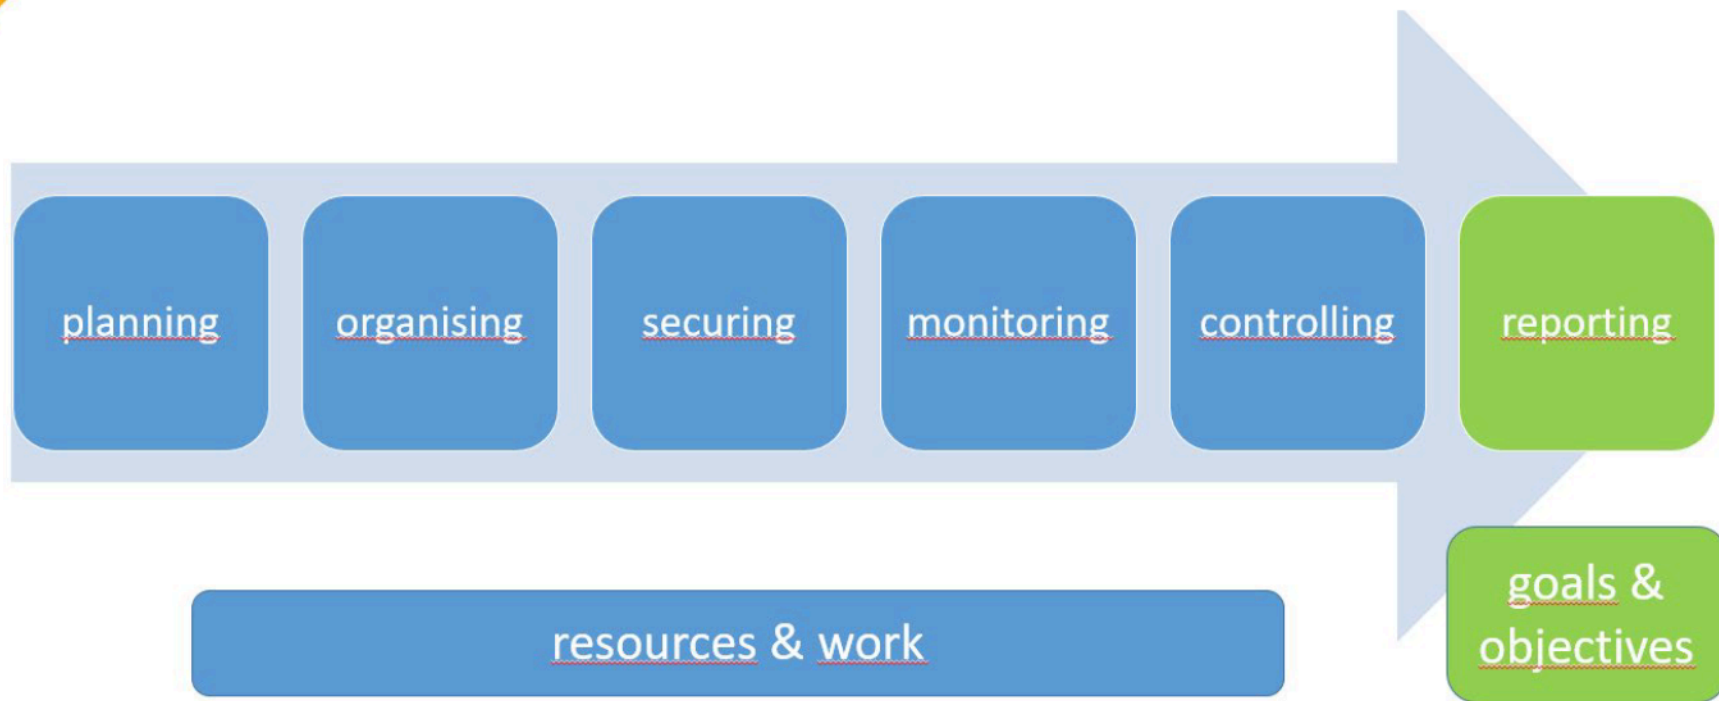 planning
organising
securing
monitoring
controlling
reporting
resources & work
goals &
objectives